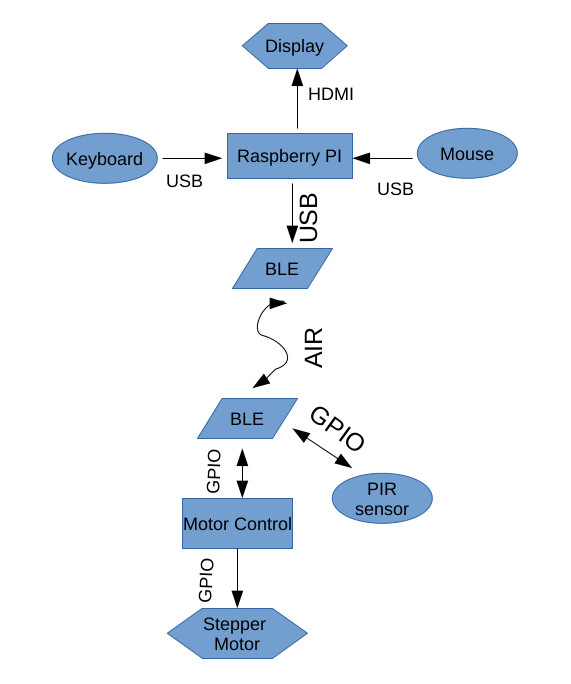 Display
HDMI
Keyboard
Raspberry PI
Mouse
USB
USB
USB
BLE
AIR
BLE
GPIO
GPIO
PIR
sensor
Motor Control
GPIO
Stepper
Motor